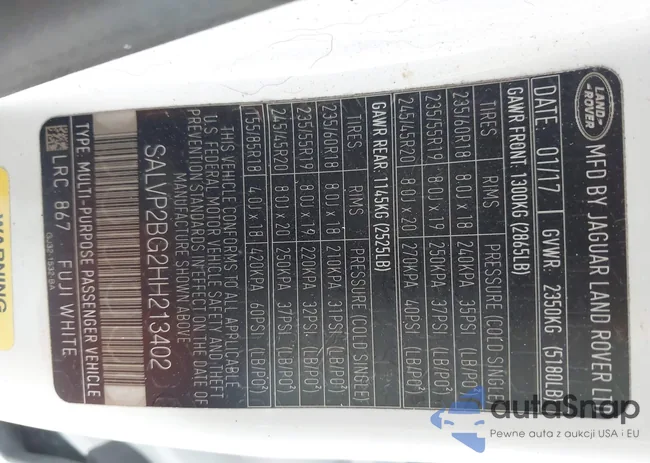 LAND
ROVER
MFD BY JAGUAR LAND ROVER
DATE: 01/17 GVWR: 2350KG (5180LB)
GAWR FRONT: 1300KG (2865LB)
TIRES RIMS PRESSURE (COLD SINGLE)
235/60R18 8.0J x 18 240KPA 35PSI (LB/PO²)
235/55R19 8.0J x 19 250KPA 37PSI (LB/PO²)
245/45R20 8.0J x 20 270KPA 40PSI (LB/PO²)
GAWR REAR: 1145KG (2525LB)
TIRES RIMS PRESSURE (COLD SINGLE)
235/60R18 8.0J x 18 210KPA 31PSI (LB/PO²)
235/55R19 8.0J x 19 220KPA 32PSI (LB/PO²)
245/45R20 8.0J x 20 250KPA 37PSI (LB/PO²)
155/85R18 4.0J x 18 420KPA 60PSI (LB/PO²)
THIS VEHICLE CONFORMS TO ALL APPLICABLE
U.S. FEDERAL MOTOR VEHICLE SAFETY AND THEFT
PREVENTION STANDARDS IN EFFECT ON THE DATE OF
MANUFACTURE SHOWN ABOVE
SALVP2BG2HH213402
TYPE: MULTI-PURPOSE PASSENGER VEHICLE
LRC. 867 FUJI WHITE
GJ32-1532 BA
WARNING
autaSnap
Pewne auta z aukcji USA i EU